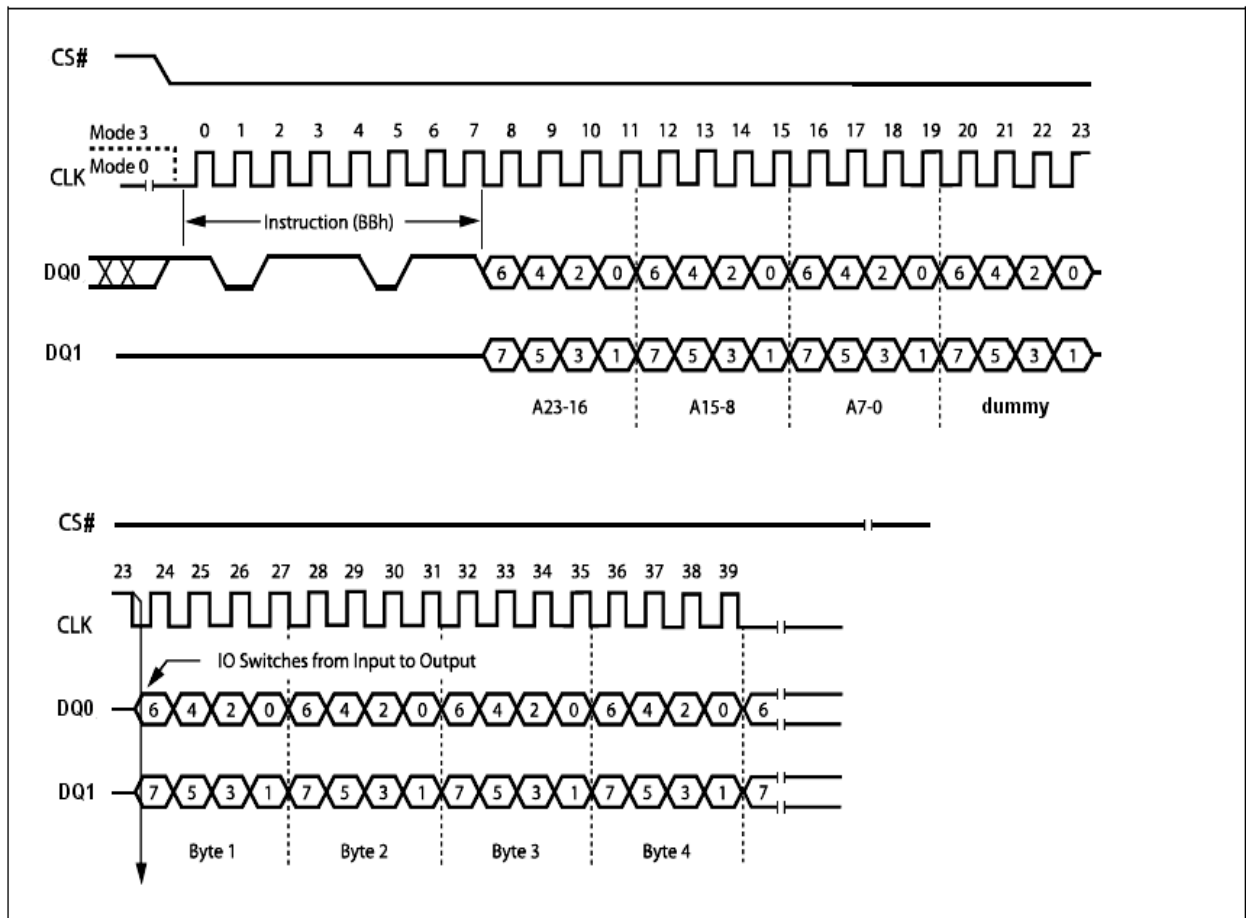 CS#
Mode 3
0 1 2 3 4 5 6 7 8 9 10 11 12 13 14 15 16 17 18 19 20 21 22 23
CLK Mode 0
Instruction (BBh)
DQ0 6 4 2 0 6 4 2 0 6 4 2 0 6 4 2 0
DQ1 7 5 3 1 7 5 3 1 7 5 3 1 7 5 3 1
A23-16 A15-8 A7-0 dummy
CS#
23 24 25 26 27 28 29 30 31 32 33 34 35 36 37 38 39
CLK
IO Switches from Input to Output
DQ0 6 4 2 0 6 4 2 0 6 4 2 0 6 4 2 0 6
DQ1 7 5 3 1 7 5 3 1 7 5 3 1 7 5 3 1 7
Byte 1 Byte 2 Byte 3 Byte 4